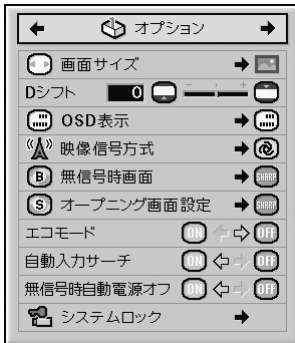 オプション
画面サイズ
Dシフト 0
OSD表示
映像信号方式
B 無信号時画面 SHARP
S オープニング画面設定 SHARP
エコモード ON OFF
自動入力サーチ ON OFF
無信号時自動電源オフ ON OFF
システムロック